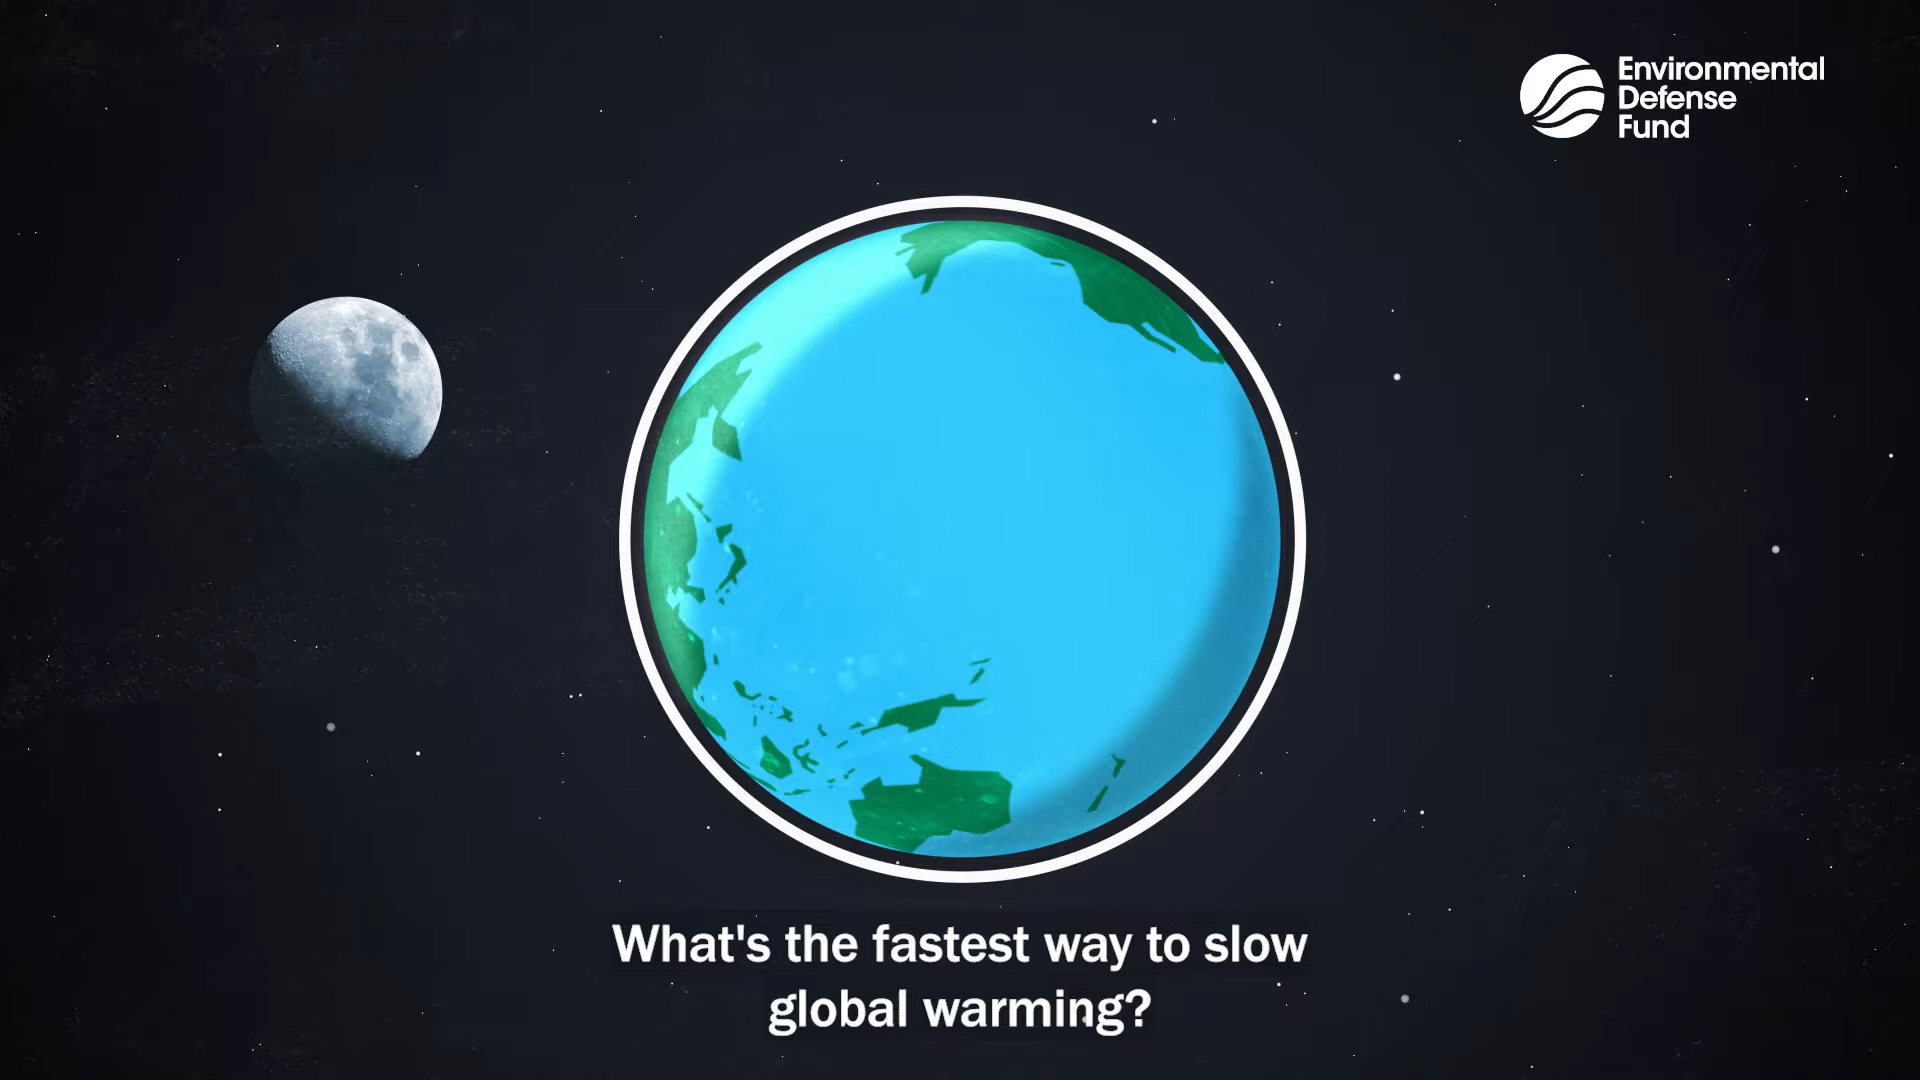 Environmental
Defense
Fund
What's the fastest way to slow
global warming?